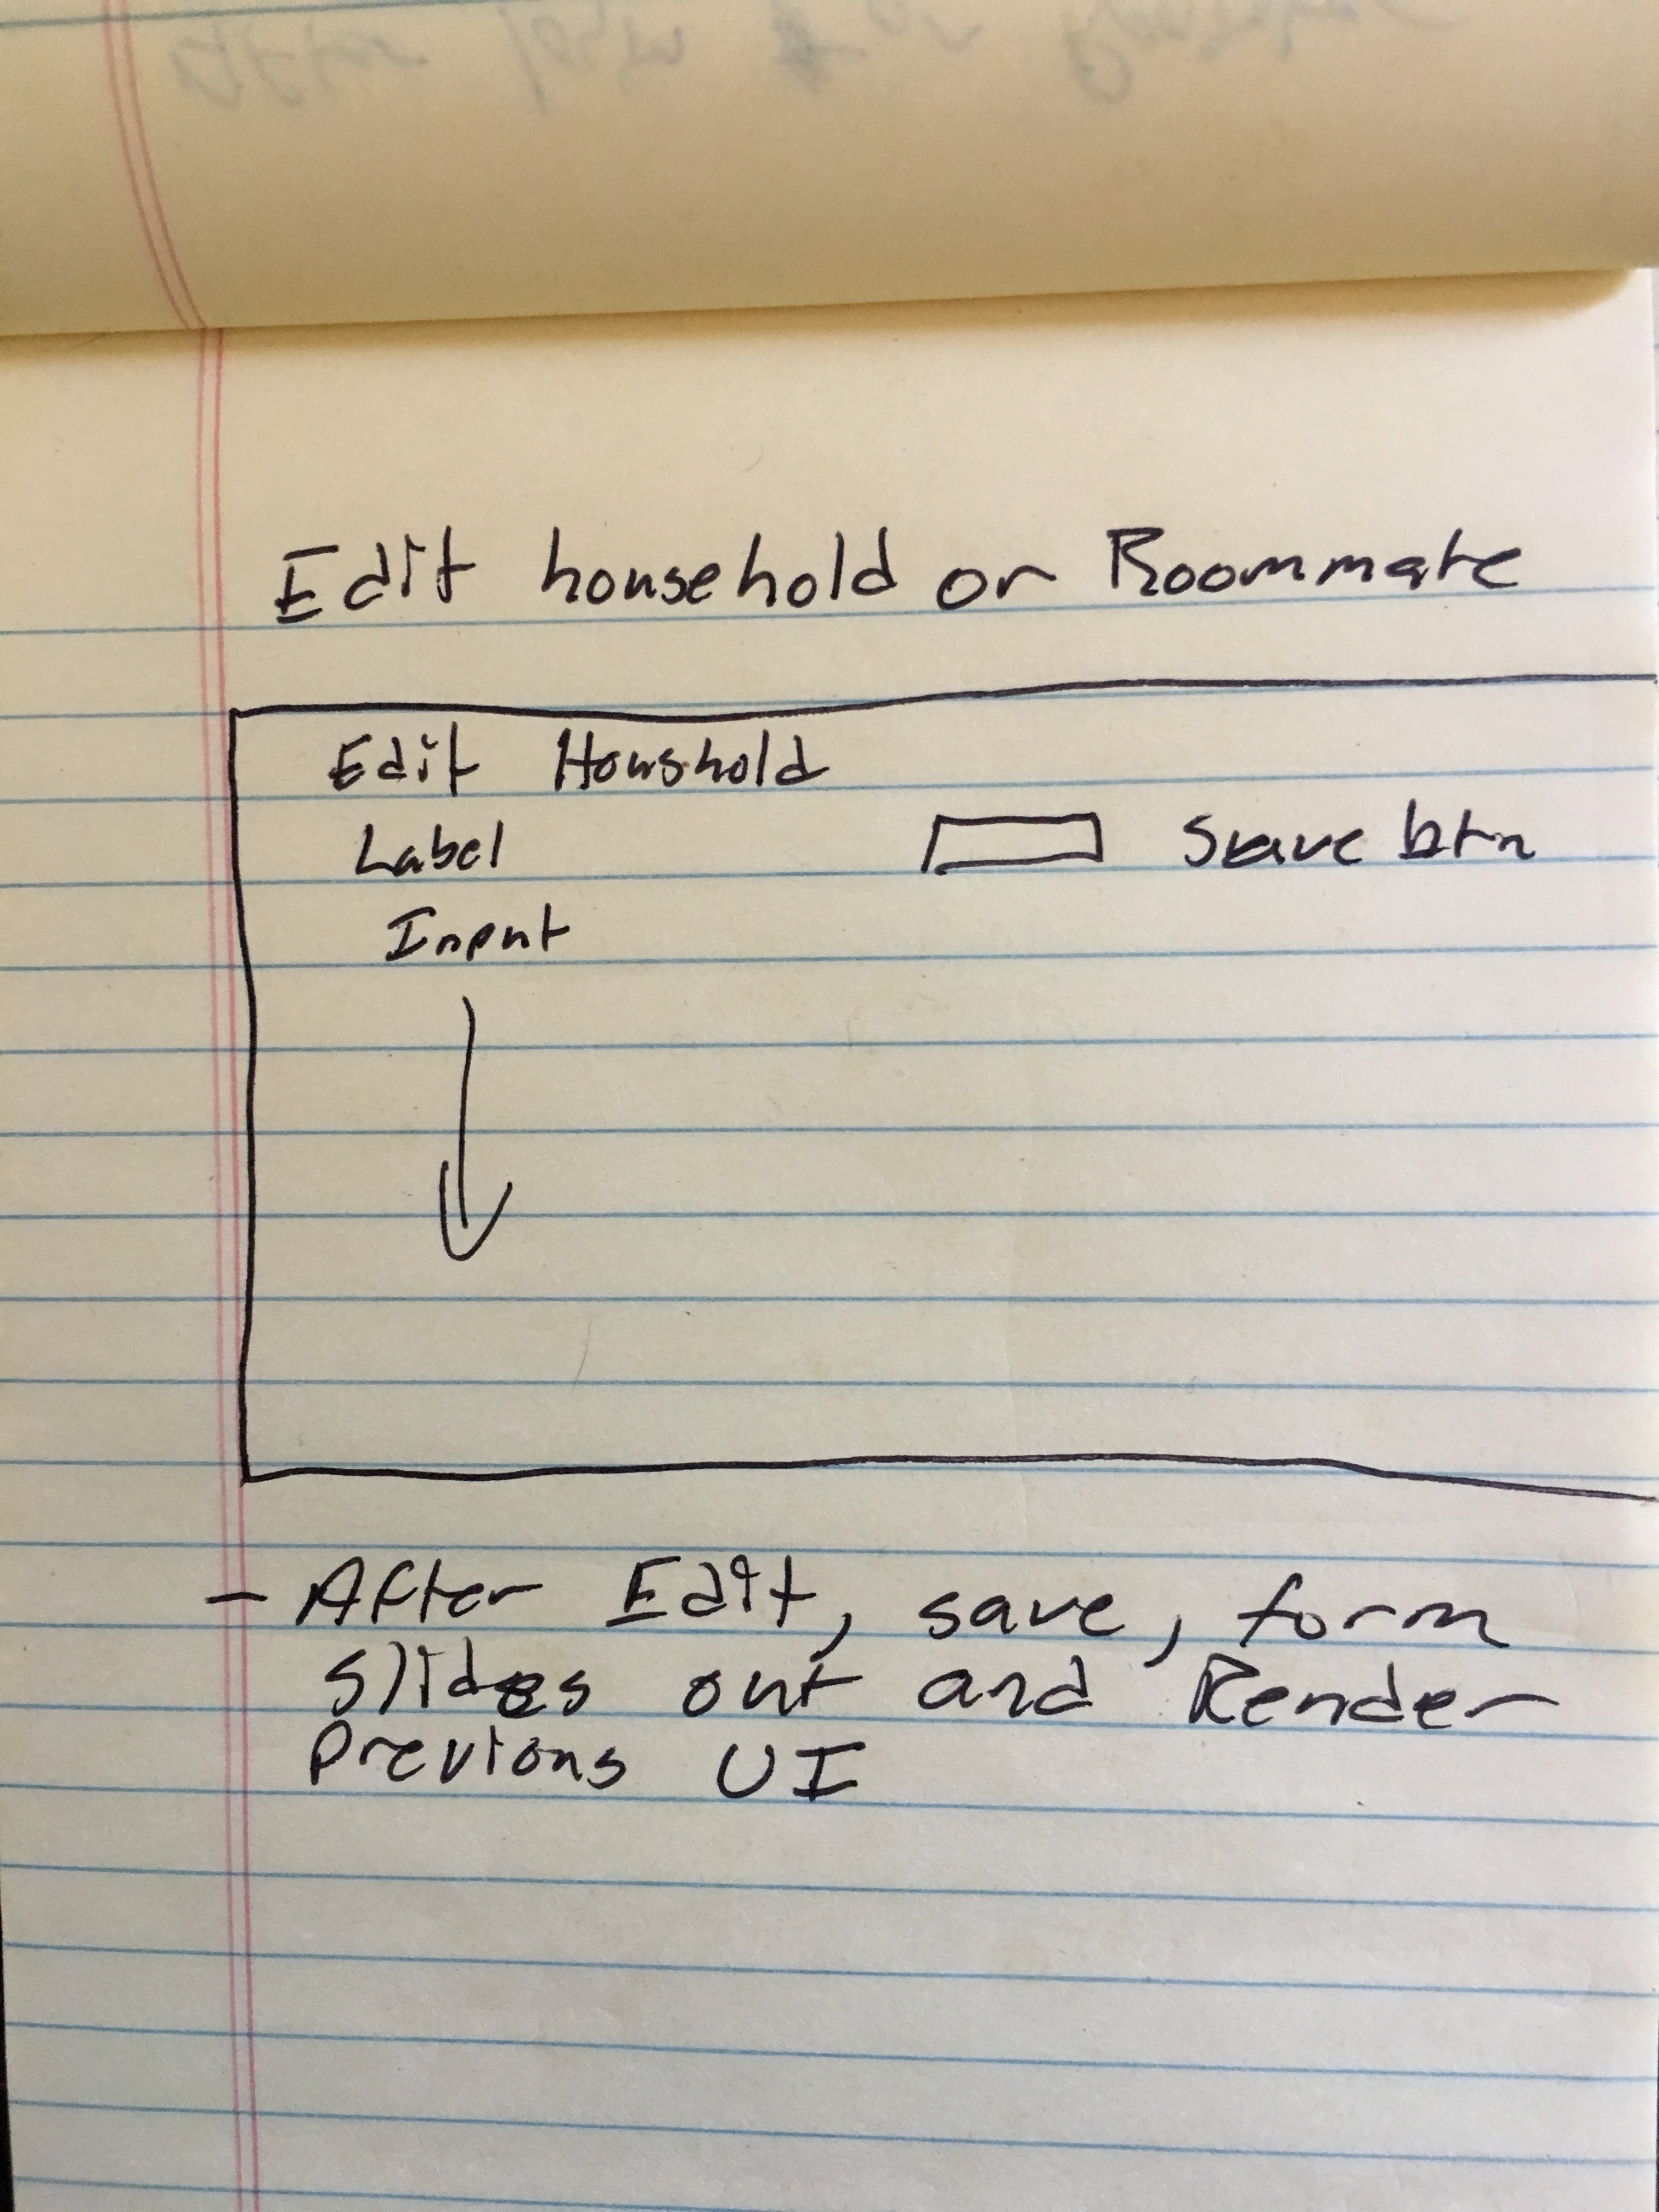 Edit household or Roommate
Edit Houshold
Label
Save btn
Input
- After Edit, save, form
slides out and Render
Previous UI